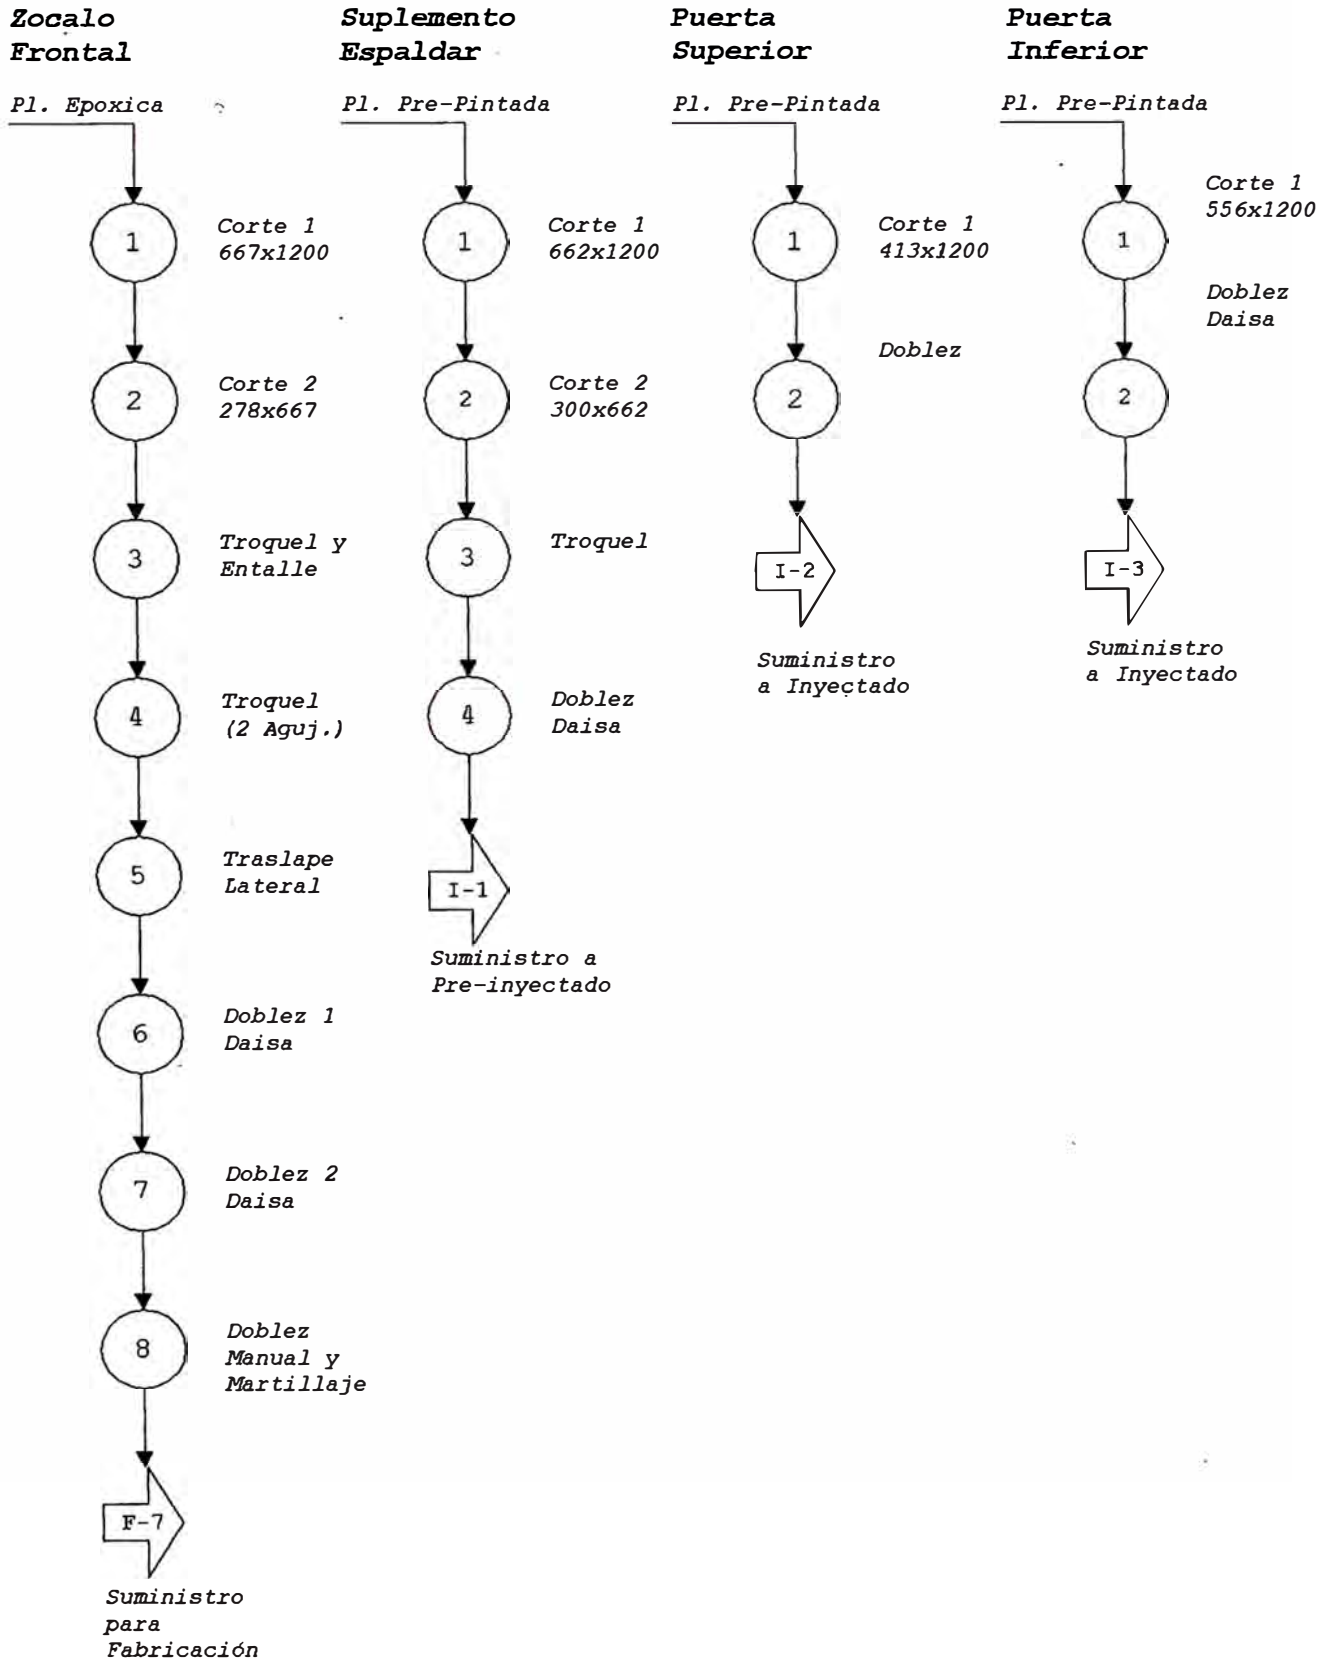 Zocalo
Frontal
Pl. Epoxica
1
Corte 1
667x1200
2
Corte 2
278x667
3
Troquel y
Entalle
4
Troquel
(2 Aguj.)
5
Traslape
Lateral
6
Doblez 1
Daisa
7
Doblez 2
Daisa
8
Doblez
Manual y
Martillaje
F-7
Suministro
para
Fabricación
Suplemento
Espaldar
Pl. Pre-Pintada
1
Corte 1
662x1200
2
Corte 2
300x662
3
Troquel
4
Doblez
Daisa
I-1
Suministro a
Pre-inyectado
Puerta
Superior
Pl. Pre-Pintada
1
Corte 1
413x1200
Doblez
2
I-2
Suministro
a Inyectado
Puerta
Inferior
Pl. Pre-Pintada
Corte 1
556x1200
1
Doblez
Daisa
2
I-3
Suministro
a Inyectado